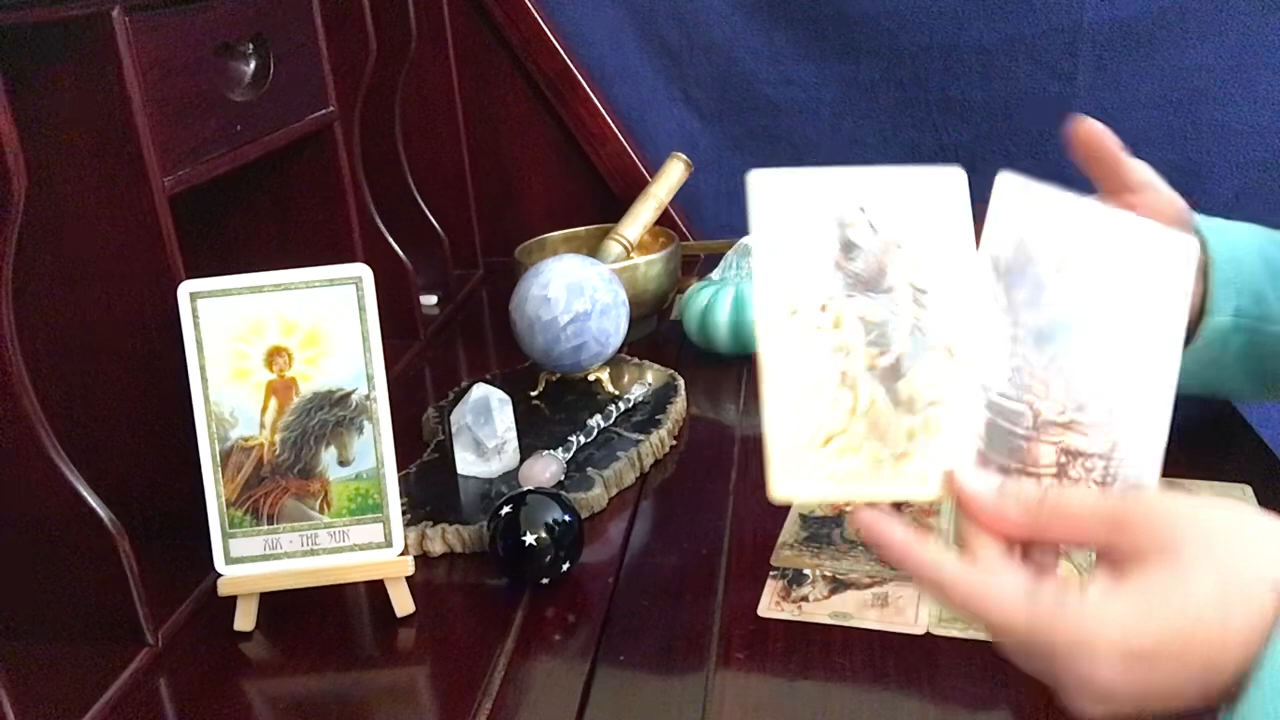 XIX • THE SUN